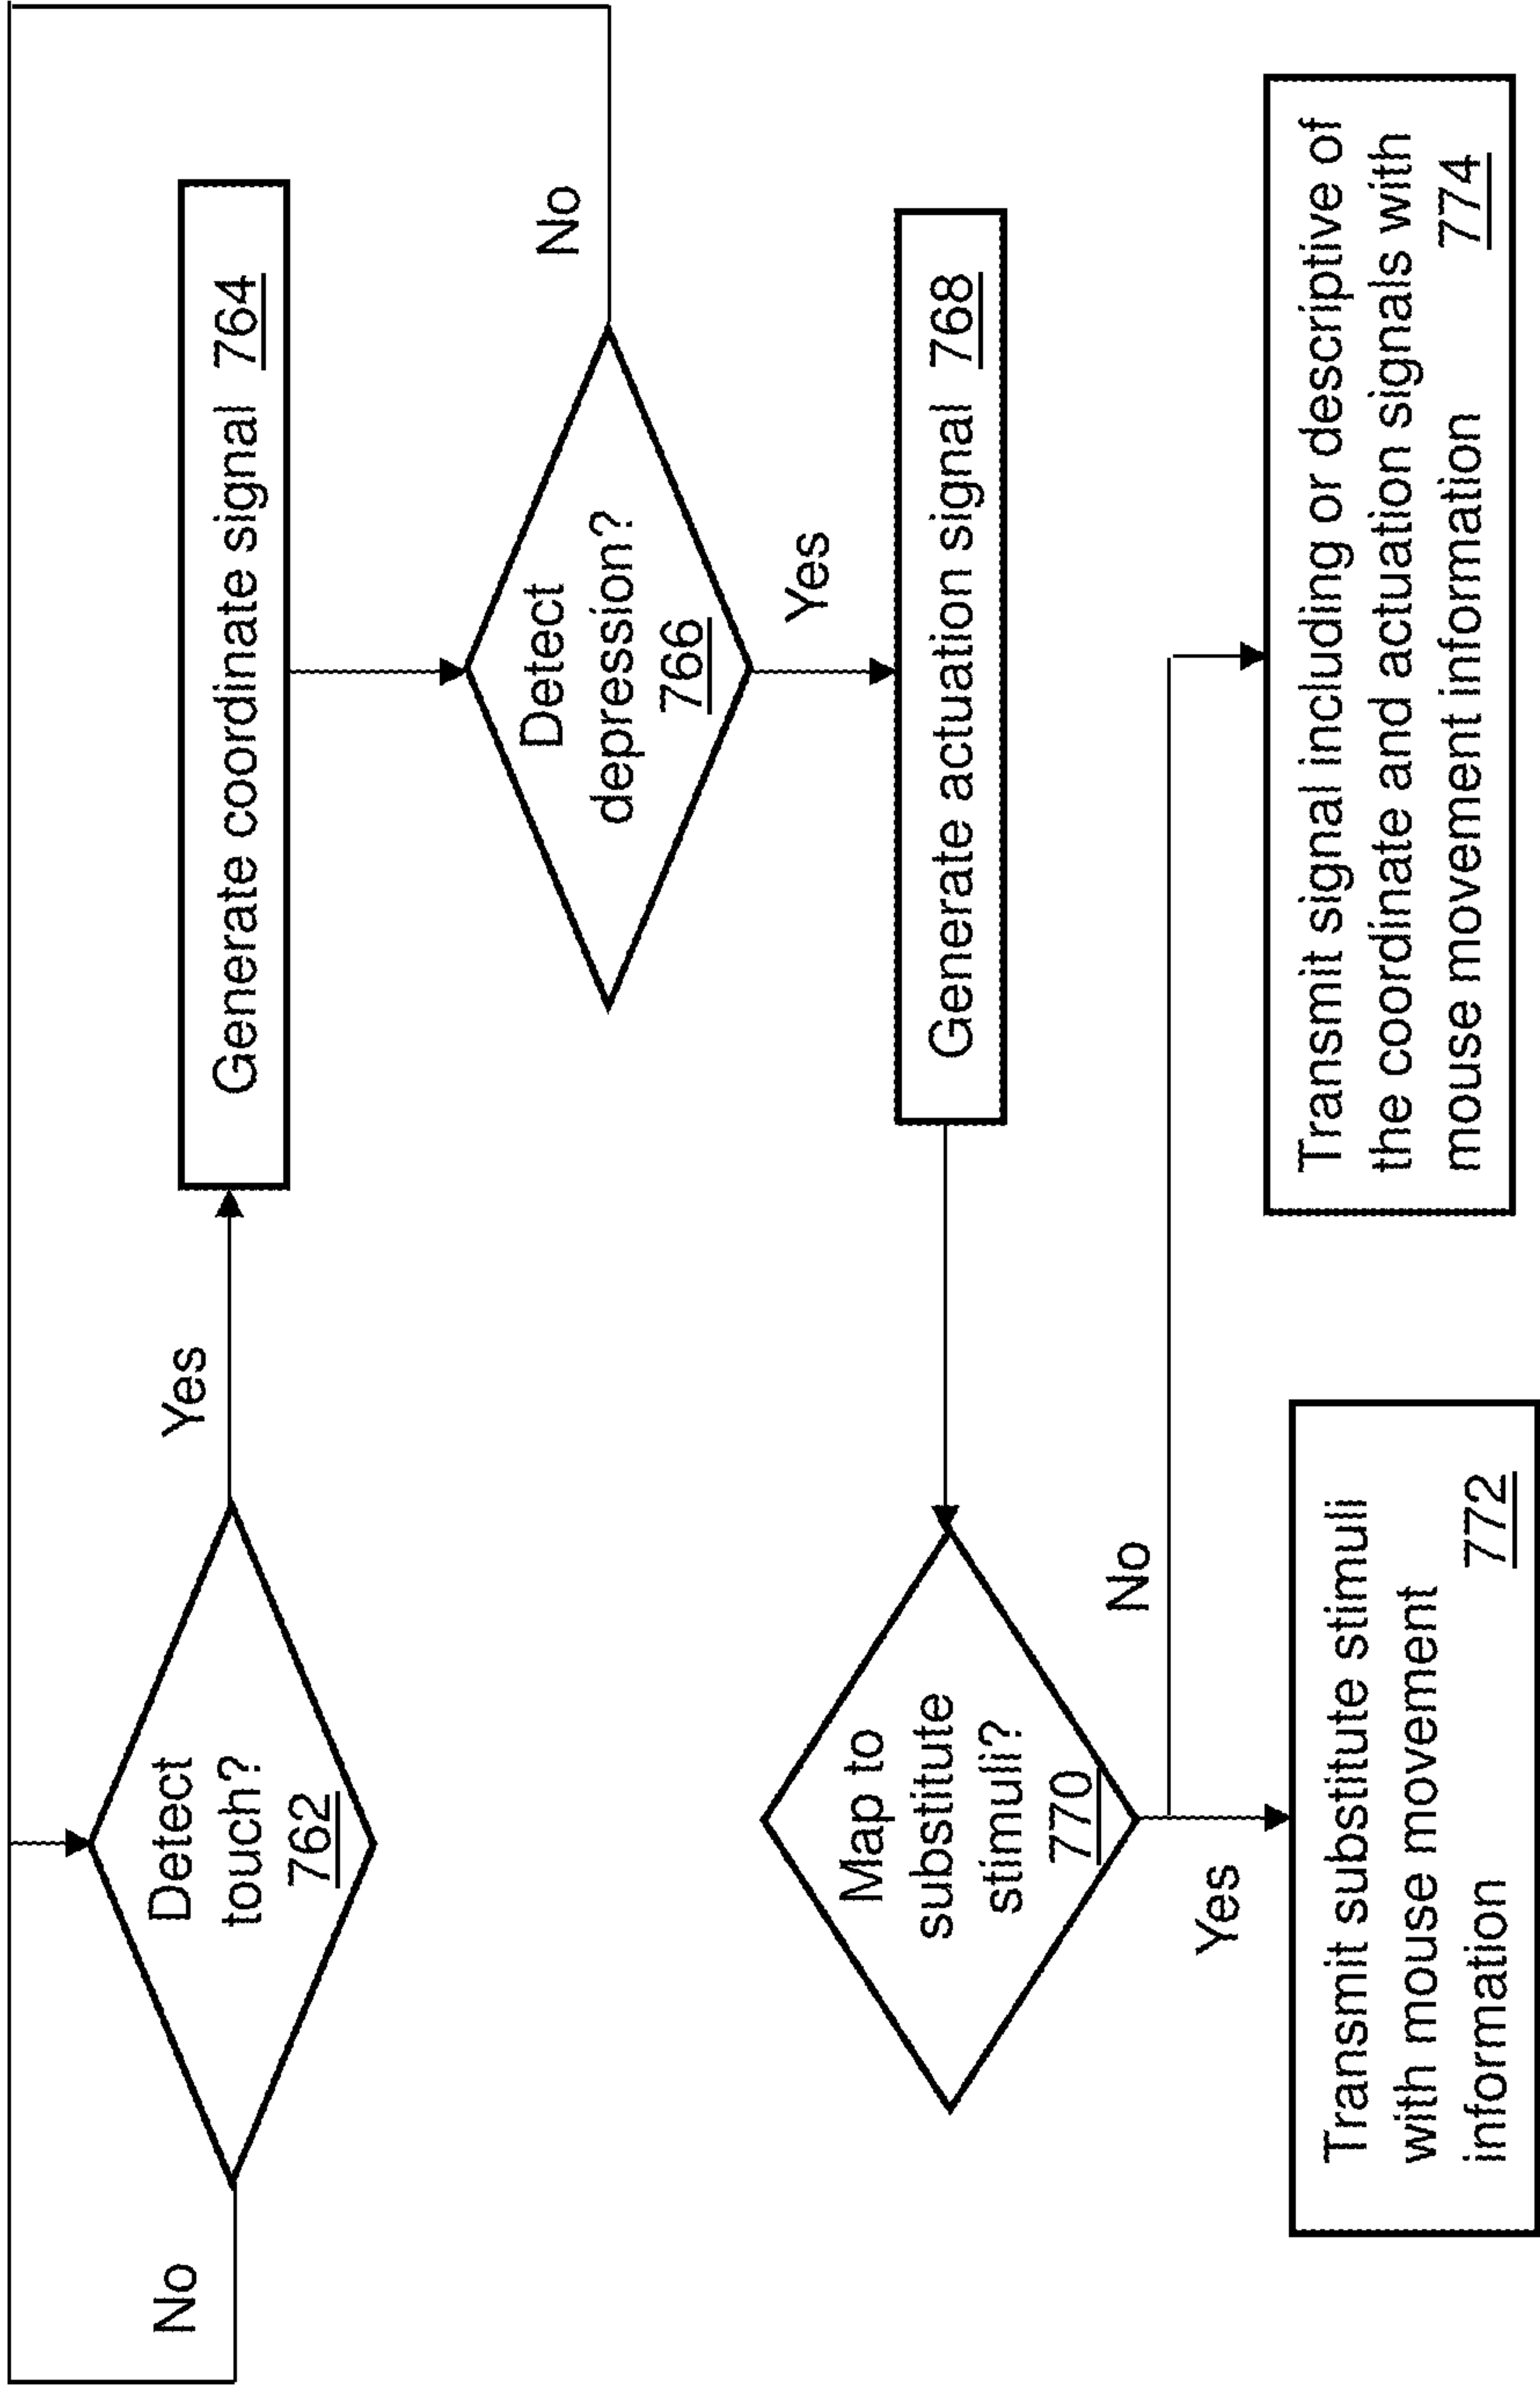 No
Detect
touch?
762
Yes
Generate coordinate signal 764
Detect
depression?
766
No
Yes
Generate actuation signal 768
Map to
substitute
stimuli?
770
No
Yes
Transmit substitute stimuli
with mouse movement
information 772
Transmit signal including or descriptive of
the coordinate and actuation signals with
mouse movement information 774